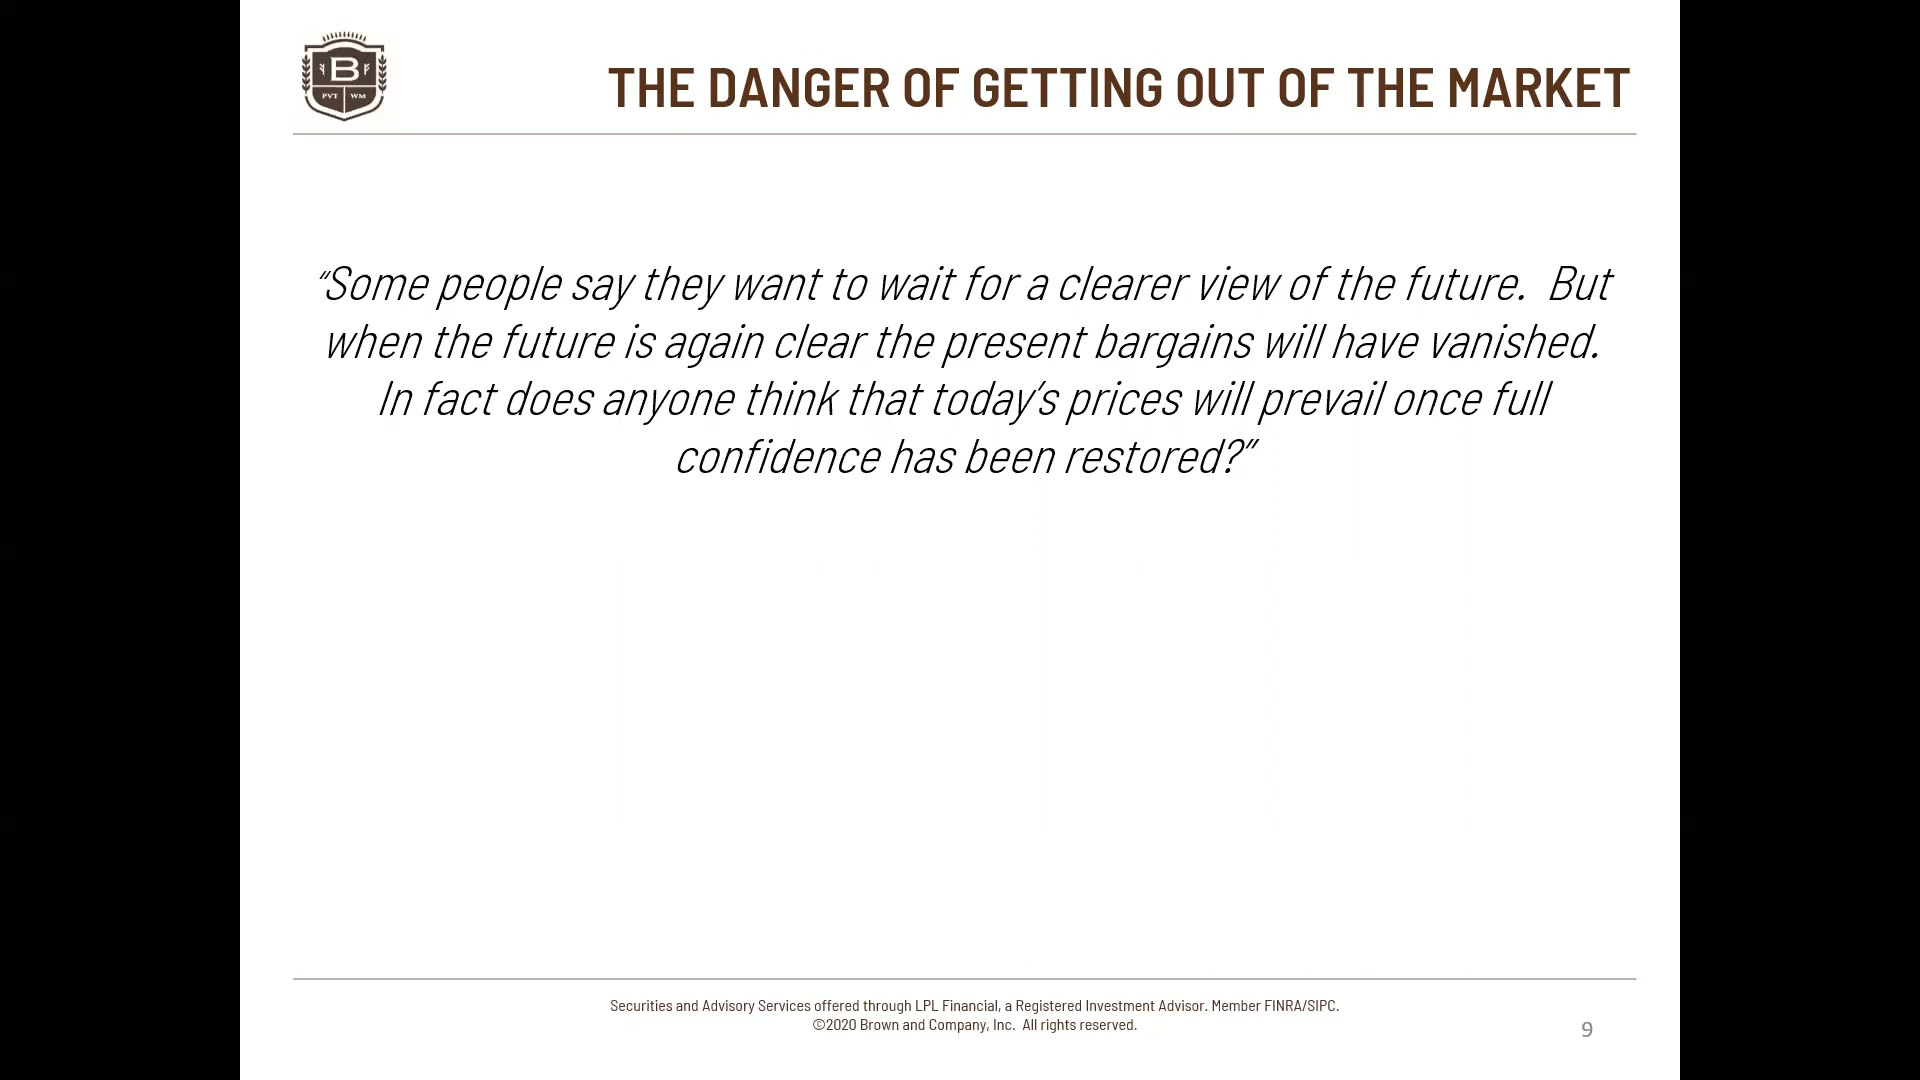 B
PVT WM
THE DANGER OF GETTING OUT OF THE MARKET
“Some people say they want to wait for a clearer view of the future.  But
when the future is again clear the present bargains will have vanished.
In fact does anyone think that today’s prices will prevail once full
confidence has been restored?”
Securities and Advisory Services offered through LPL Financial, a Registered Investment Advisor. Member FINRA/SIPC.
©2020 Brown and Company, Inc.  All rights reserved.
9